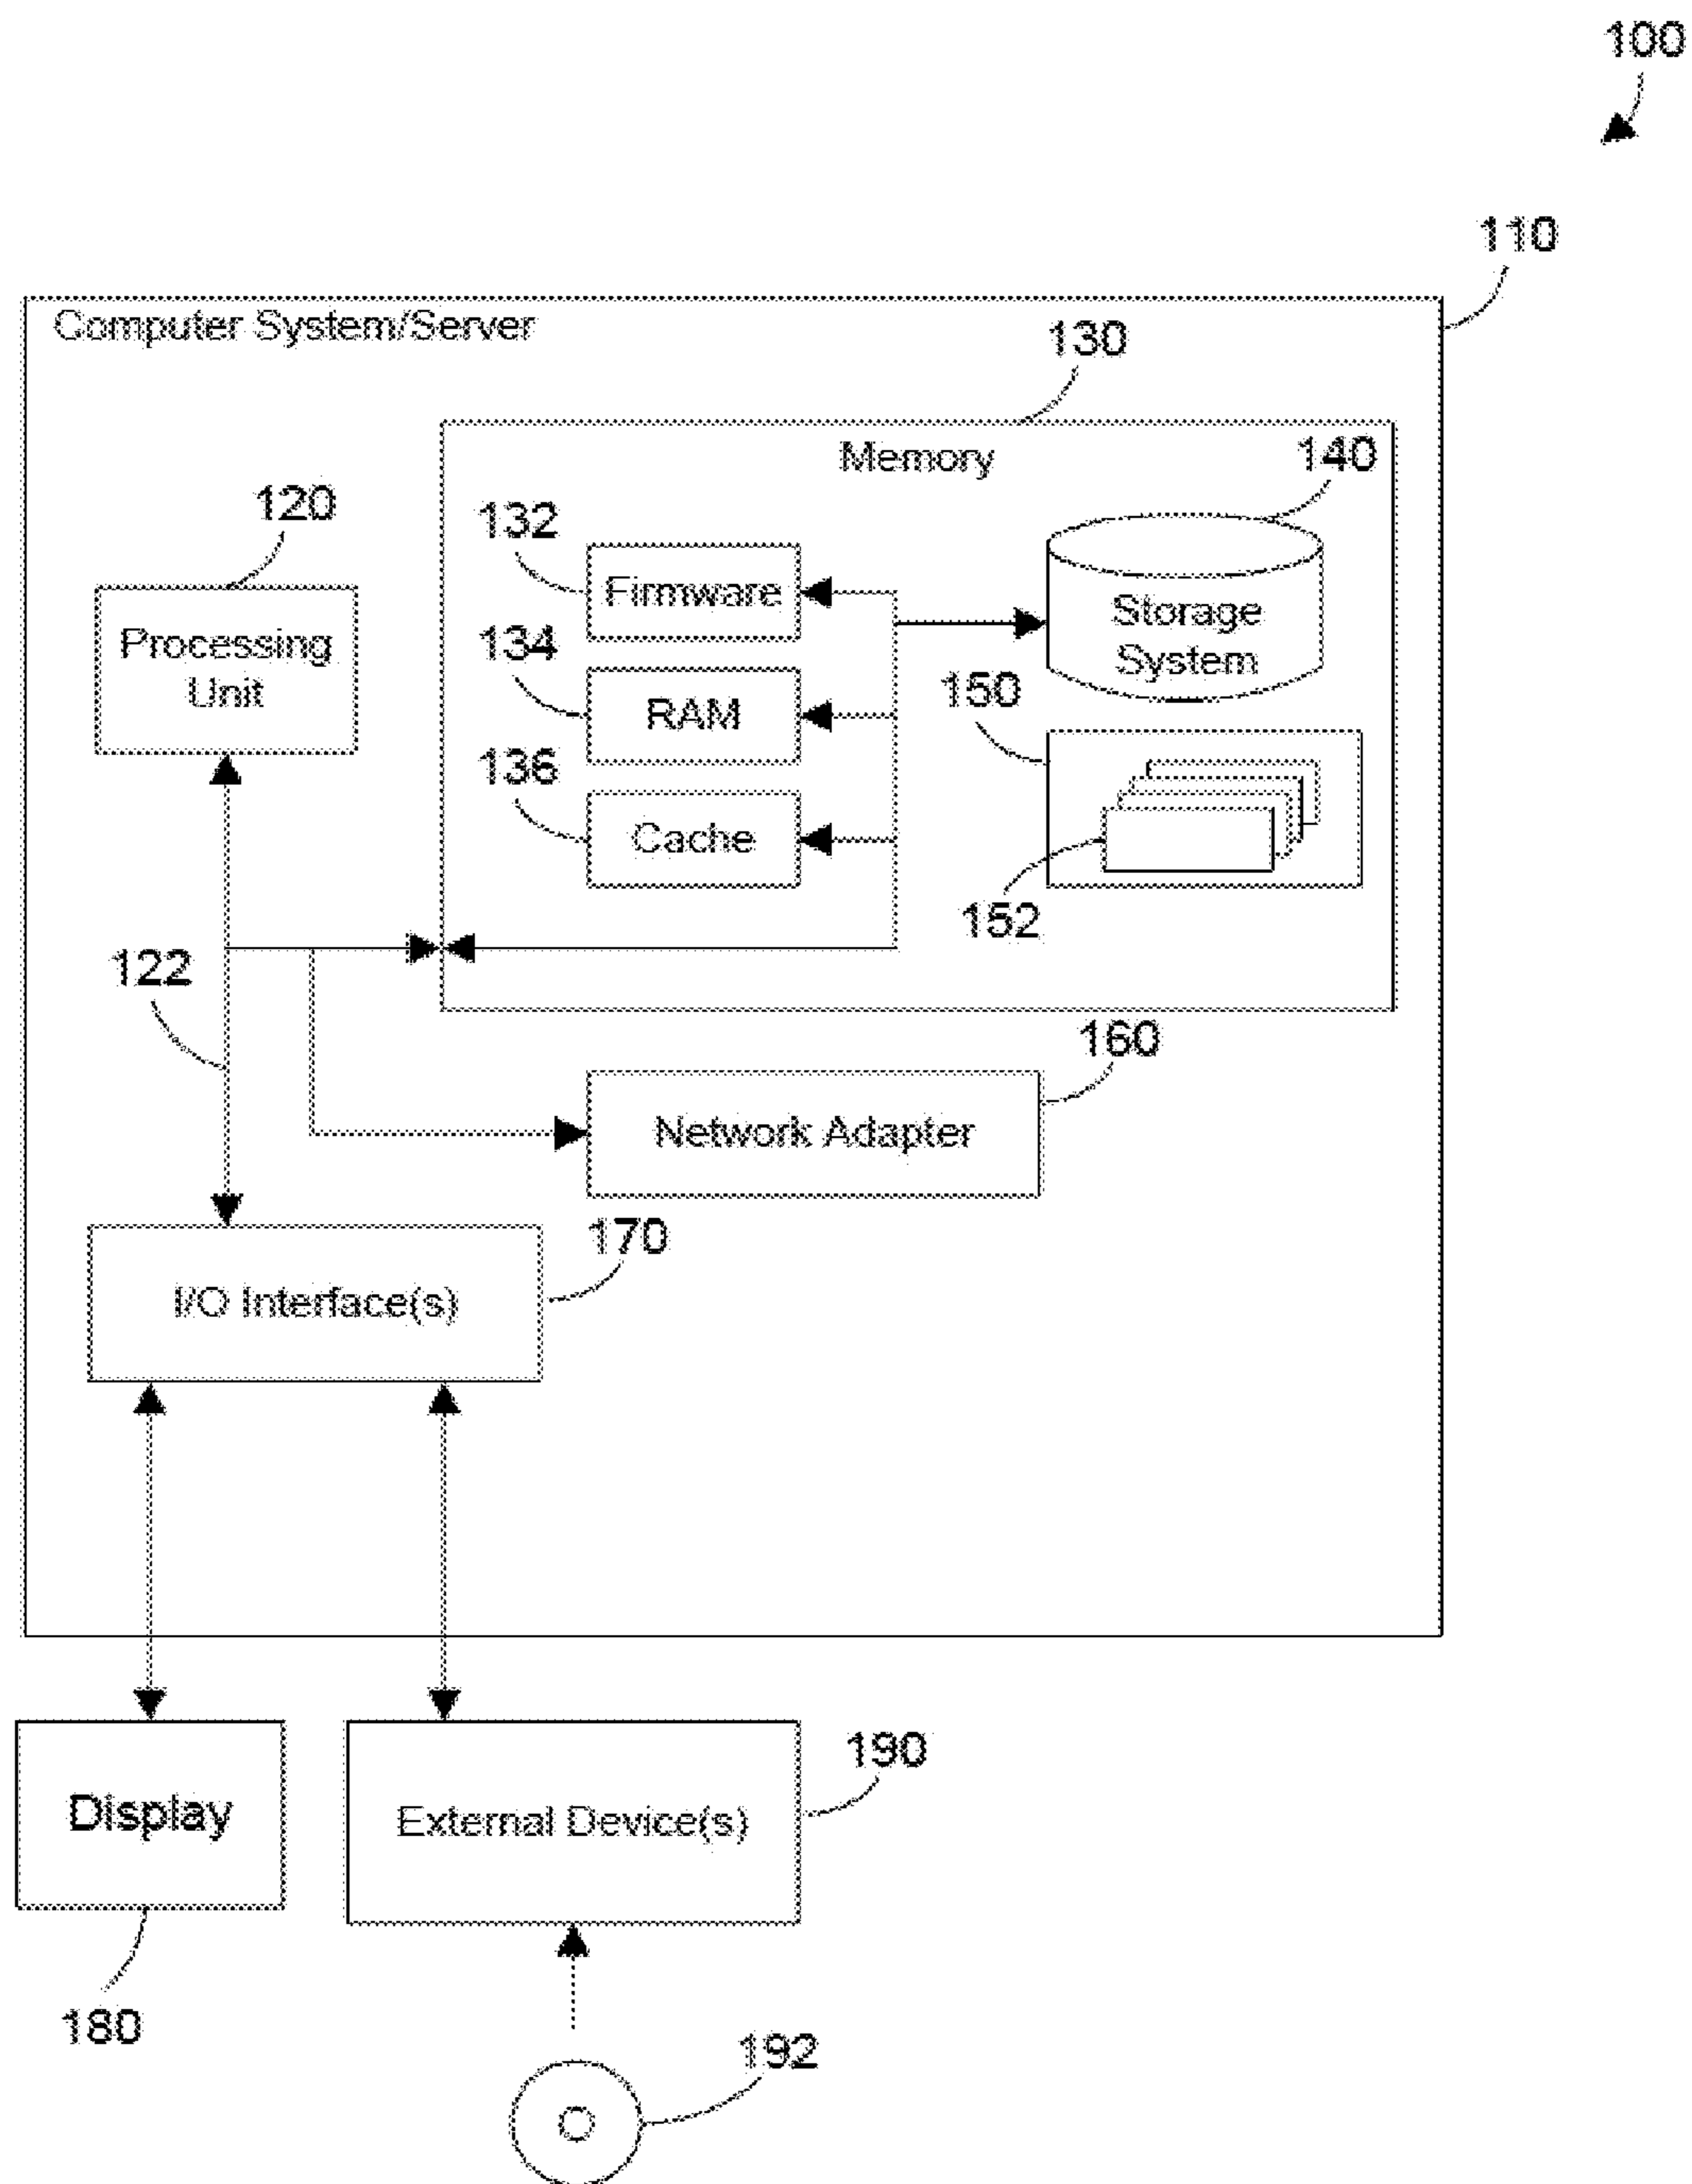 100
110
Computer System/Server
130
Memory
140
120
132
Firmware
Storage
System
Processing
Unit
134
RAM
150
136
Cache
152
122
160
Network Adapter
170
I/O Interface(s)
190
Display
External Device(s)
180
192